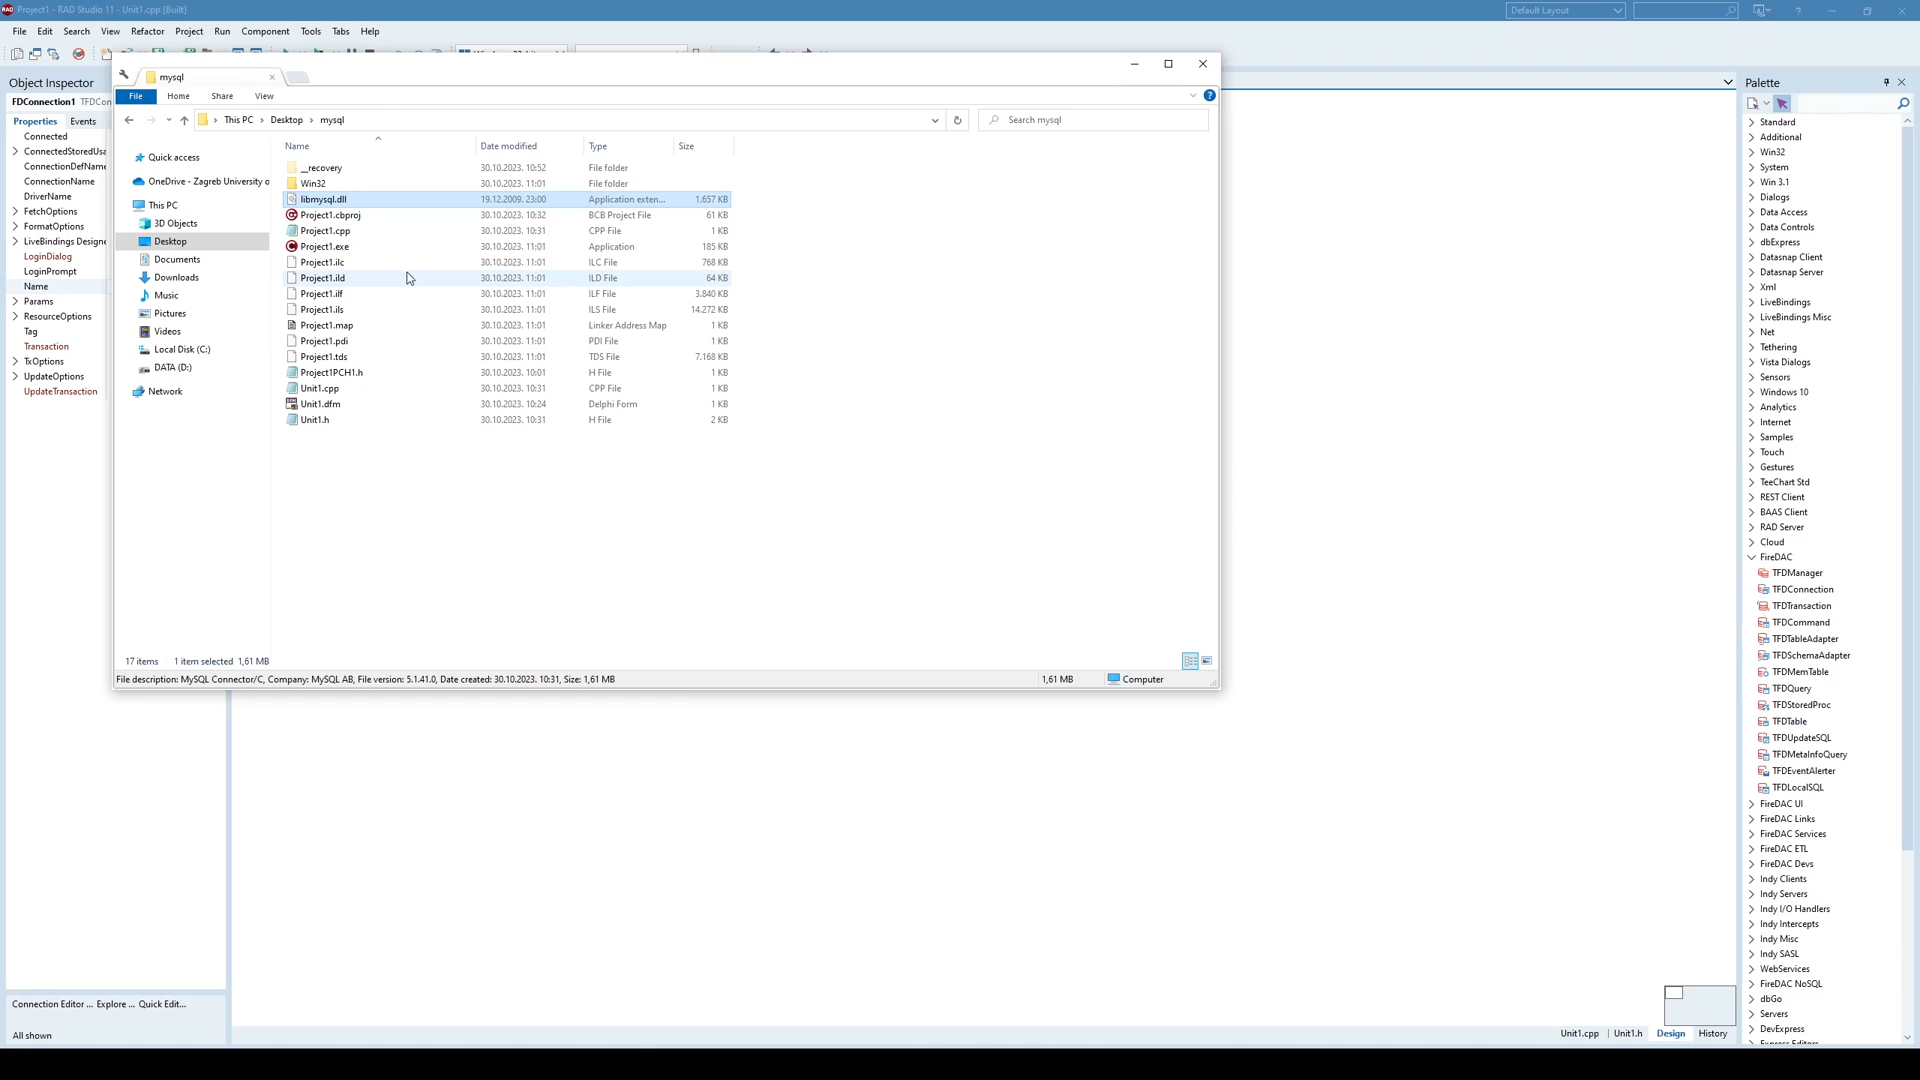 Project1 - RAD Studio 11 - Unit1.cpp [Built]
Default Layout
File Edit Search View Refactor Project Run Component Tools Tabs Help
mysql
File Home Share View
This PC > Desktop > mysql
Search mysql
Object Inspector
FDConnection1 TFDCon
Properties Events
Connected
ConnectedStoredUsa
ConnectionDefName
ConnectionName
DriverName
FetchOptions
FormatOptions
LiveBindings Designe
LoginDialog
LoginPrompt
Name
Params
ResourceOptions
Tag
Transaction
TxOptions
UpdateOptions
UpdateTransaction
Connection Editor ... Explore ... Quick Edit...
All shown
Quick access
OneDrive - Zagreb University o
This PC
3D Objects
Desktop
Documents
Downloads
Music
Pictures
Videos
Local Disk (C:)
DATA (D:)
Network
Name Date modified Type Size
__recovery 30.10.2023. 10:52 File folder
Win32 30.10.2023. 11:01 File folder
libmysql.dll 19.12.2009. 23:00 Application exten... 1.657 KB
Project1.cbproj 30.10.2023. 10:32 BCB Project File 61 KB
Project1.cpp 30.10.2023. 10:31 CPP File 1 KB
Project1.exe 30.10.2023. 11:01 Application 185 KB
Project1.ilc 30.10.2023. 11:01 ILC File 768 KB
Project1.ild 30.10.2023. 11:01 ILD File 64 KB
Project1.ilf 30.10.2023. 11:01 ILF File 3.840 KB
Project1.ils 30.10.2023. 11:01 ILS File 14.272 KB
Project1.map 30.10.2023. 11:01 Linker Address Map 1 KB
Project1.pdi 30.10.2023. 11:01 PDI File 1 KB
Project1.tds 30.10.2023. 11:01 TDS File 7.168 KB
Project1PCH1.h 30.10.2023. 10:01 H File 1 KB
Unit1.cpp 30.10.2023. 10:31 CPP File 1 KB
Unit1.dfm 30.10.2023. 10:24 Delphi Form 1 KB
Unit1.h 30.10.2023. 10:31 H File 2 KB
17 items 1 item selected 1,61 MB
File description: MySQL Connector/C, Company: MySQL AB, File version: 5.1.41.0, Date created: 30.10.2023. 10:31, Size: 1,61 MB
1,61 MB
Computer
Unit1.cpp Unit1.h Design History
Palette
Standard
Additional
Win32
System
Win 3.1
Dialogs
Data Access
Data Controls
dbExpress
Datasnap Client
Datasnap Server
Xml
LiveBindings
LiveBindings Misc
Net
Tethering
Vista Dialogs
Sensors
Windows 10
Analytics
Internet
Samples
Touch
Gestures
TeeChart Std
REST Client
BAAS Client
RAD Server
Cloud
FireDAC
TFDManager
TFDConnection
TFDTransaction
TFDCommand
TFDTableAdapter
TFDSchemaAdapter
TFDMemTable
TFDQuery
TFDStoredProc
TFDTable
TFDUpdateSQL
TFDMetaInfoQuery
TFDEventAlerter
TFDLocalSQL
FireDAC UI
FireDAC Links
FireDAC Services
FireDAC ETL
FireDAC Devs
Indy Clients
Indy Servers
Indy I/O Handlers
Indy Intercepts
Indy Misc
Indy SASL
WebServices
FireDAC NoSQL
dbGo
Servers
DevExpress